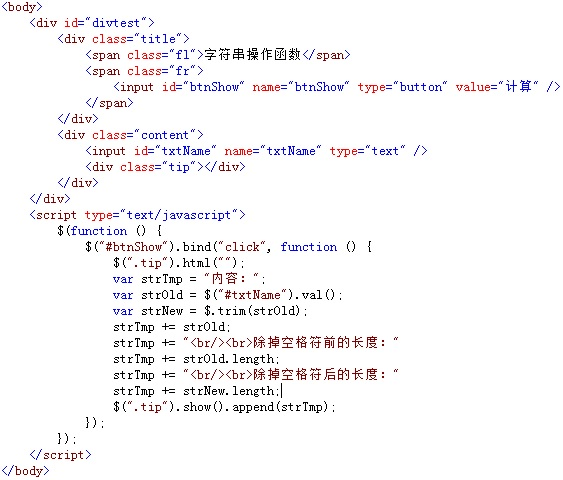 <body>
    <div id="divtest">
        <div class="title">
            <span class="fl">字符串操作函数</span>
            <span class="fr">
                <input id="btnShow" name="btnShow" type="button" value="计算" />
            </span>
        </div>
        <div class="content">
            <input id="txtName" name="txtName" type="text" />
            <div class="tip"></div>
        </div>
    </div>
    <script type="text/javascript">
        $(function () {
            $("#btnShow").bind("click", function () {
                $(".tip").html("");
                var strTmp = "内容：";
                var strOld = $("#txtName").val();
                var strNew = $.trim(strOld);
                strTmp += strOld;
                strTmp += "<br/><br>除掉空格符前的长度："
                strTmp += strOld.length;
                strTmp += "<br/><br>除掉空格符后的长度："
                strTmp += strNew.length;
                $(".tip").show().append(strTmp);
            });
        });
    </script>
</body>